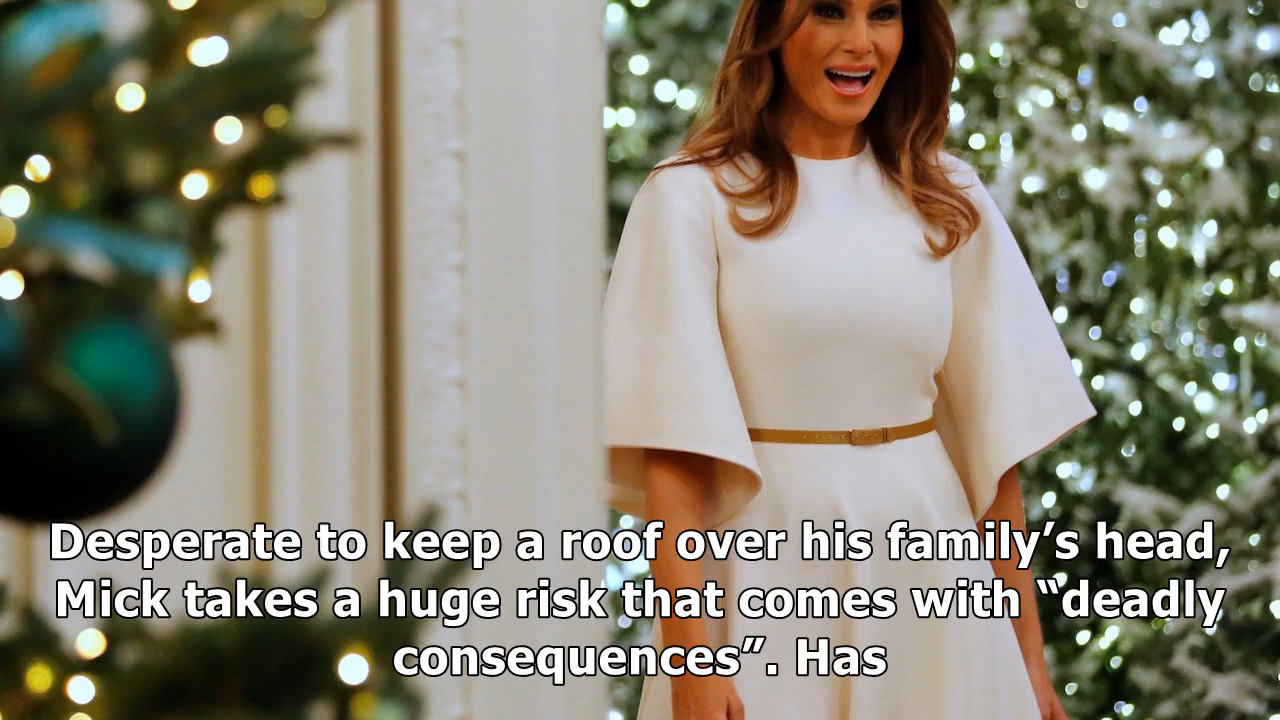 Desperate to keep a roof over his family’s head,
Mick takes a huge risk that comes with “deadly
consequences”. Has